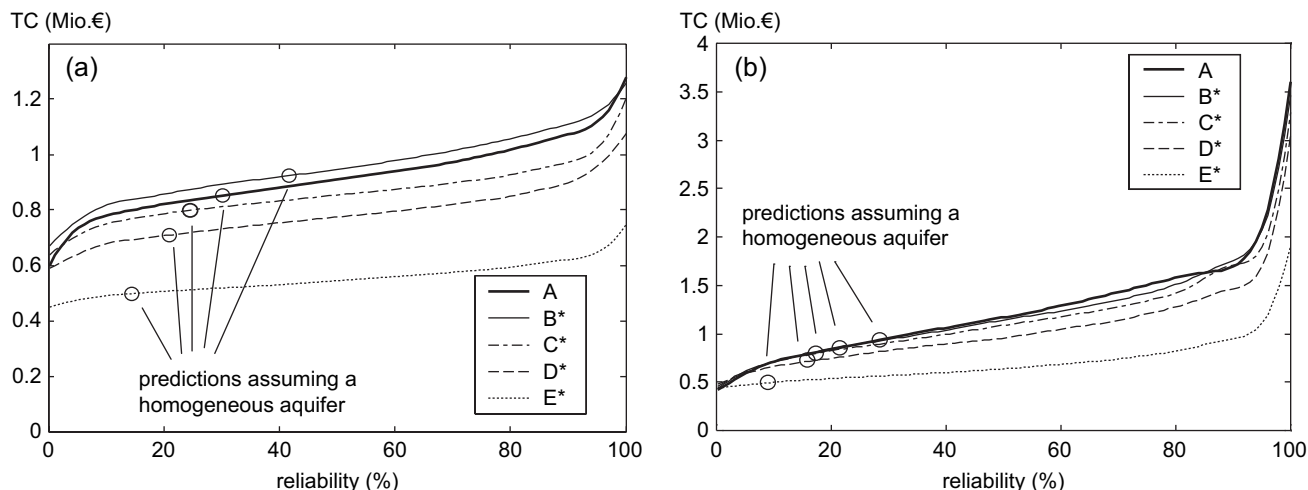 TC (Mio.€)
(a)
1.2
1
0.8
0.6
0.4
0.2
0
0
20
40
60
80
100
reliability (%)
predictions assuming a
homogeneous aquifer
A
B*
C*
D*
E*
TC (Mio.€)
(b)
4
3.5
3
2.5
2
1.5
1
0.5
0
0
20
40
60
80
100
reliability (%)
predictions assuming a
homogeneous aquifer
A
B*
C*
D*
E*